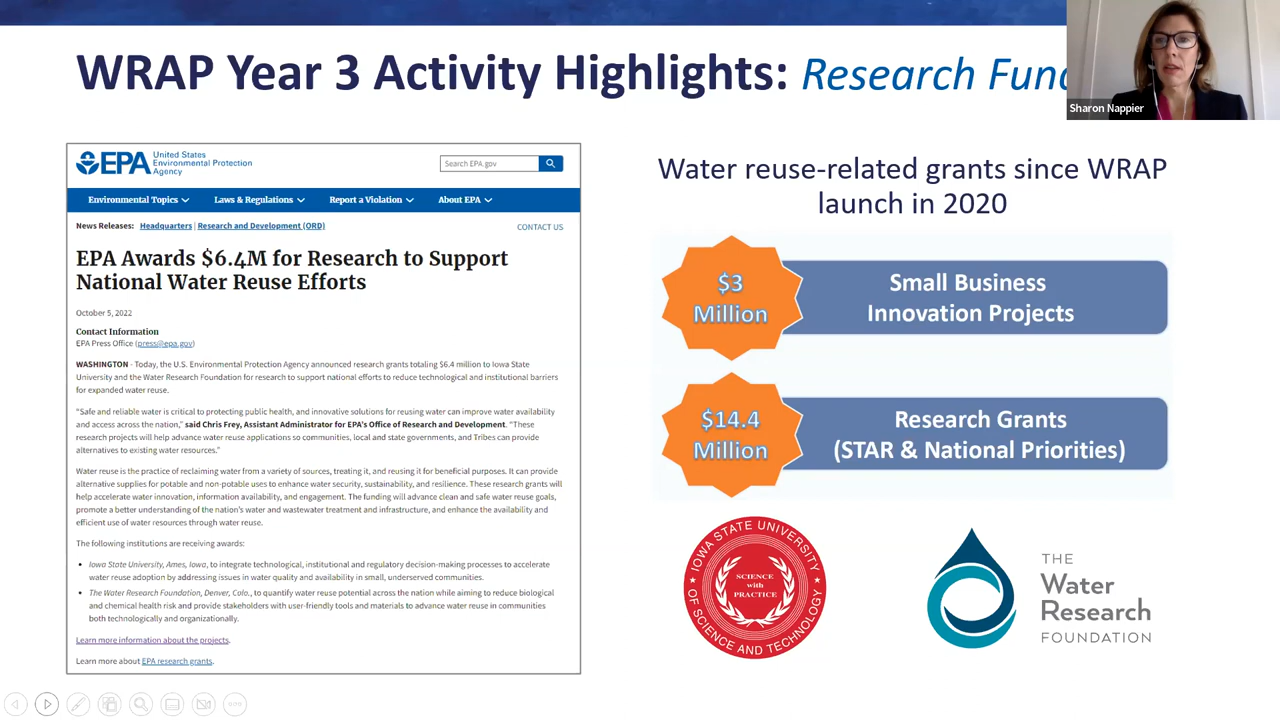 WRAP Year 3 Activity Highlights: Research Fun
Sharon Nappier
EPA United States Environmental Protection Agency
Search EPA.gov
Environmental Topics Laws & Regulations Report a Violation About EPA
News Releases: Headquarters | Research and Development (ORD) CONTACT US
EPA Awards $6.4M for Research to Support
National Water Reuse Efforts
October 5, 2022
Contact Information
EPA Press Office (press@epa.gov)
WASHINGTON - Today, the U.S. Environmental Protection Agency announced research grants totaling $6.4 million to Iowa State
University and the Water Research Foundation for research to support national efforts to reduce technological and institutional barriers
for expanded water reuse.
“Safe and reliable water is critical to protecting public health, and innovative solutions for reusing water can improve water availability
and access across the nation,” said Chris Frey, Assistant Administrator for EPA’s Office of Research and Development. “These
research projects will help advance water reuse applications so communities, local and state governments, and Tribes can provide
alternatives to existing water resources.”
Water reuse is the practice of reclaiming water from a variety of sources, treating it, and reusing it for beneficial purposes. It can provide
alternative supplies for potable and non-potable uses to enhance water security, sustainability, and resilience. These research grants will
help accelerate water innovation, information availability, and engagement. The funding will advance clean and safe water reuse goals,
promote a better understanding of the nation’s water and wastewater treatment and infrastructure, and enhance the availability and
efficient use of water resources through water reuse.
The following institutions are receiving awards:
• Iowa State University, Ames, Iowa, to integrate technological, institutional and regulatory decision-making processes to accelerate
water reuse adoption by addressing issues in water quality and availability in small, underserved communities.
• The Water Research Foundation, Denver, Colo., to quantify water reuse potential across the nation while aiming to reduce biological
and chemical health risk and provide stakeholders with user-friendly tools and materials to advance water reuse in communities
both technologically and organizationally.
Learn more information about the projects.
Learn more about EPA research grants.
Water reuse-related grants since WRAP
launch in 2020
$3
Million
Small Business
Innovation Projects
$14.4
Million
Research Grants
(STAR & National Priorities)
IOWA STATE UNIVERSITY
OF SCIENCE AND TECHNOLOGY
SCIENCE
with
PRACTICE
THE
Water
Research
FOUNDATION